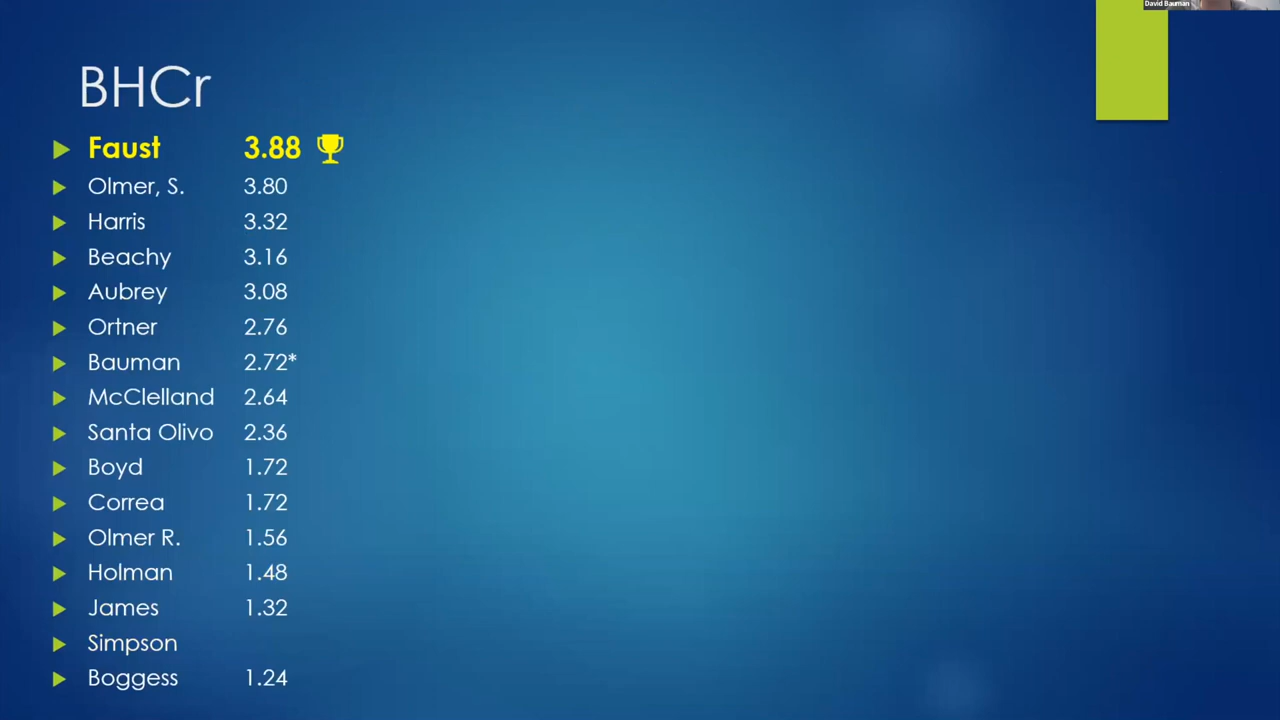 David Bauman
BHCr
Faust 3.88
Olmer, S. 3.80
Harris 3.32
Beachy 3.16
Aubrey 3.08
Ortner 2.76
Bauman 2.72*
McClelland 2.64
Santa Olivo 2.36
Boyd 1.72
Correa 1.72
Olmer R. 1.56
Holman 1.48
James 1.32
Simpson
Boggess 1.24